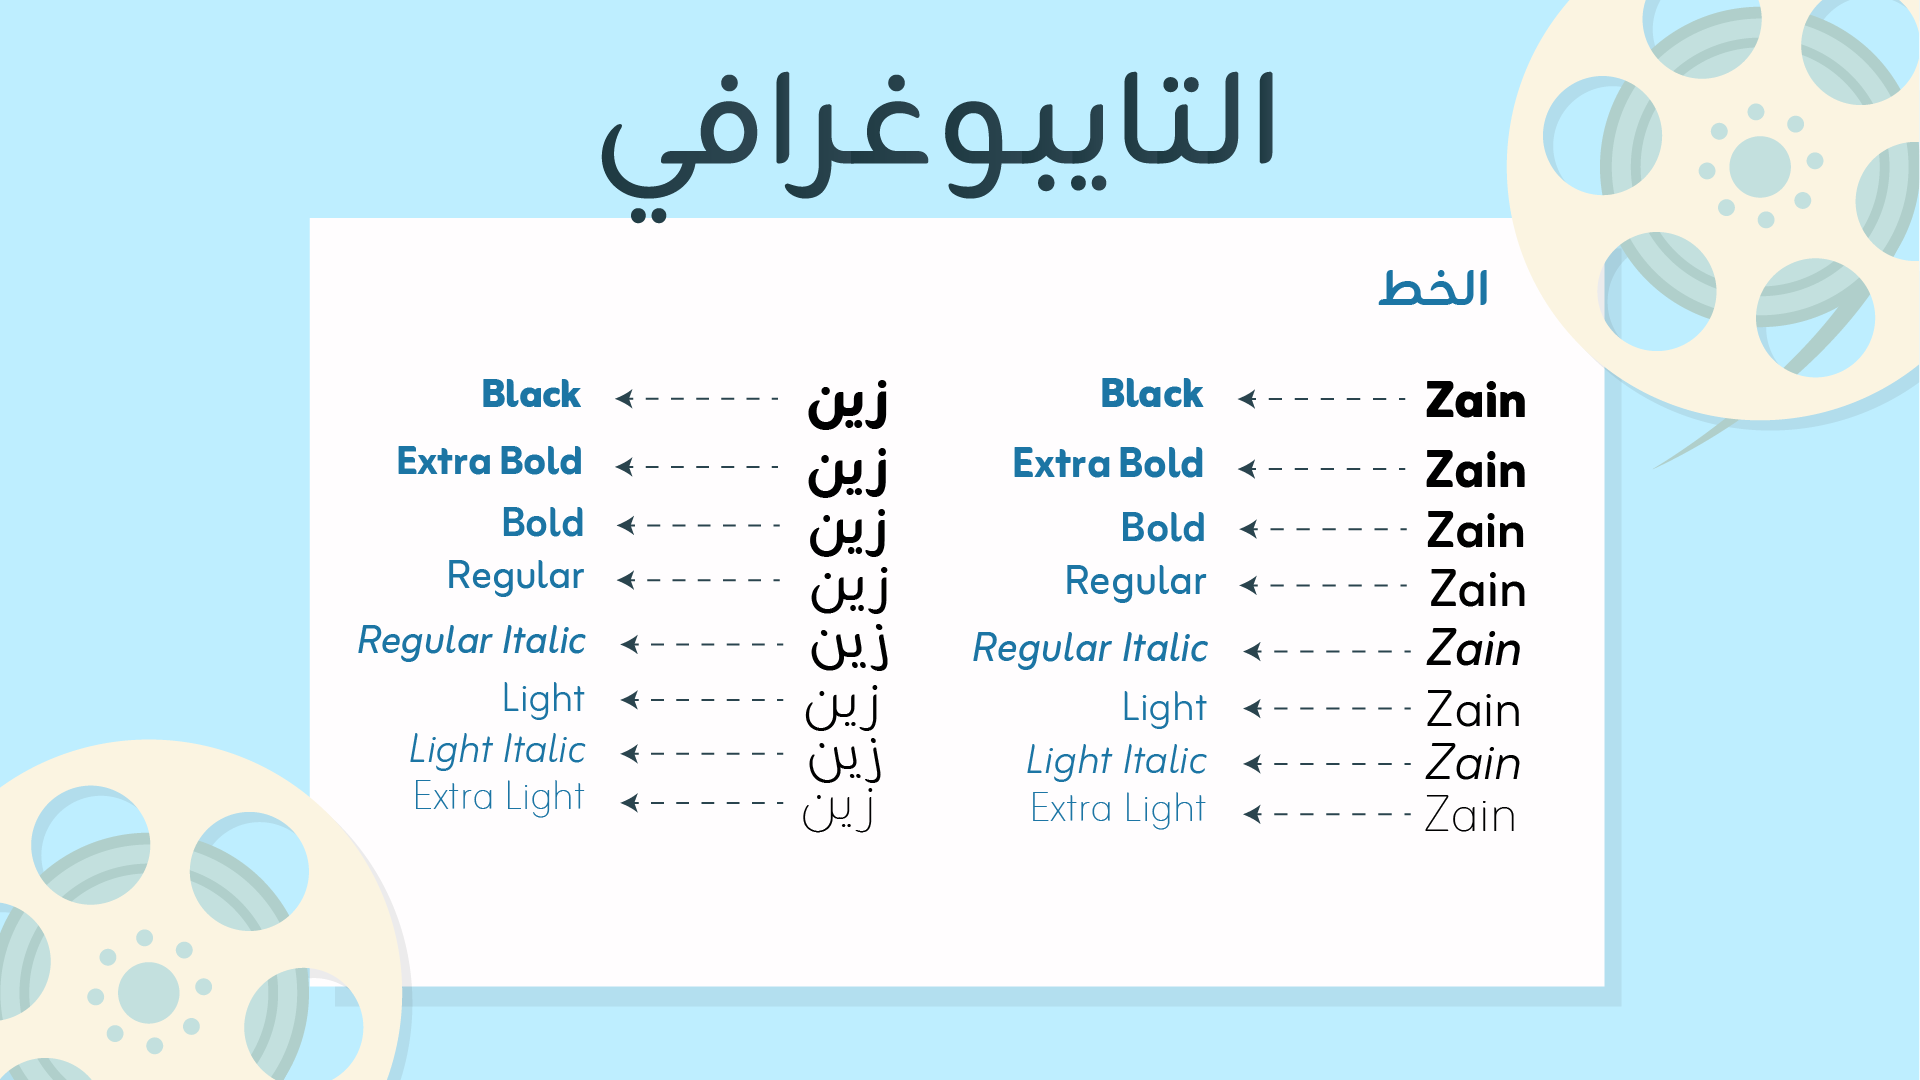 التايبوغرافي
الخط
Zain Black
Zain Extra Bold
Zain Bold
Zain Regular
Zain Regular Italic
Zain Light
Zain Light Italic
Zain Extra Light
زين Black
زين Extra Bold
زين Bold
زين Regular
زين Regular Italic
زين Light
زين Light Italic
زين Extra Light